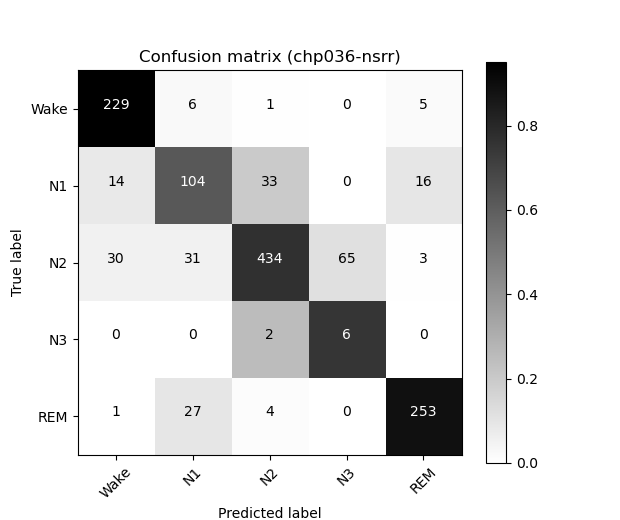 Confusion matrix (chp036-nsrr)
True label
Wake 229 6 1 0 5
N1 14 104 33 0 16
N2 30 31 434 65 3
N3 0 0 2 6 0
REM 1 27 4 0 253
Wake N1 N2 N3 REM
Predicted label
0.8
0.6
0.4
0.2
0.0